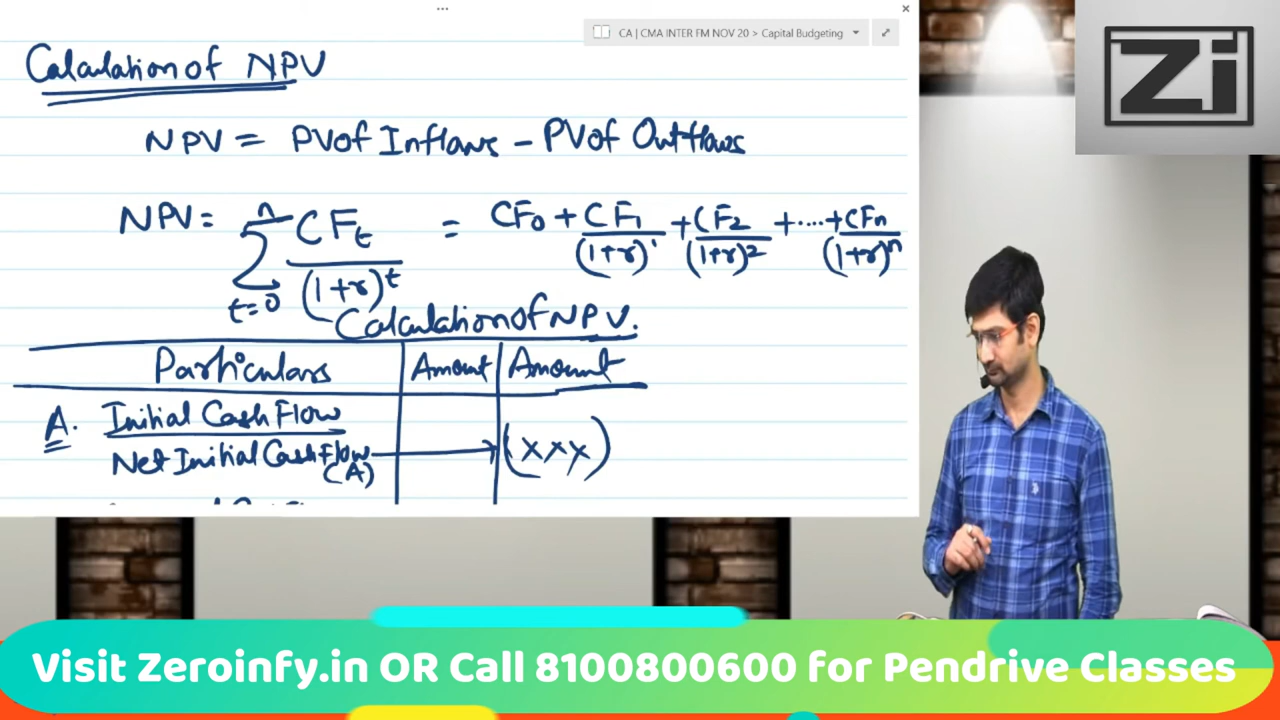 CA | CMA INTER FM NOV 20 > Capital Budgeting
Zi
Calculation of NPV
NPV = PV of Inflows - PV of Outflows
NPV = n Σ t=0 CFt / (1+r)^t = CF0 + CF1/(1+r)^1 + CF2/(1+r)^2 + ..... + CFn/(1+r)^n
Calculation of NPV.
Particulars Amount Amount
A. Initial Cash Flow
Net Initial Cash Flow (A) (xxx)
Visit Zeroinfy.in OR Call 8100800600 for Pendrive Classes